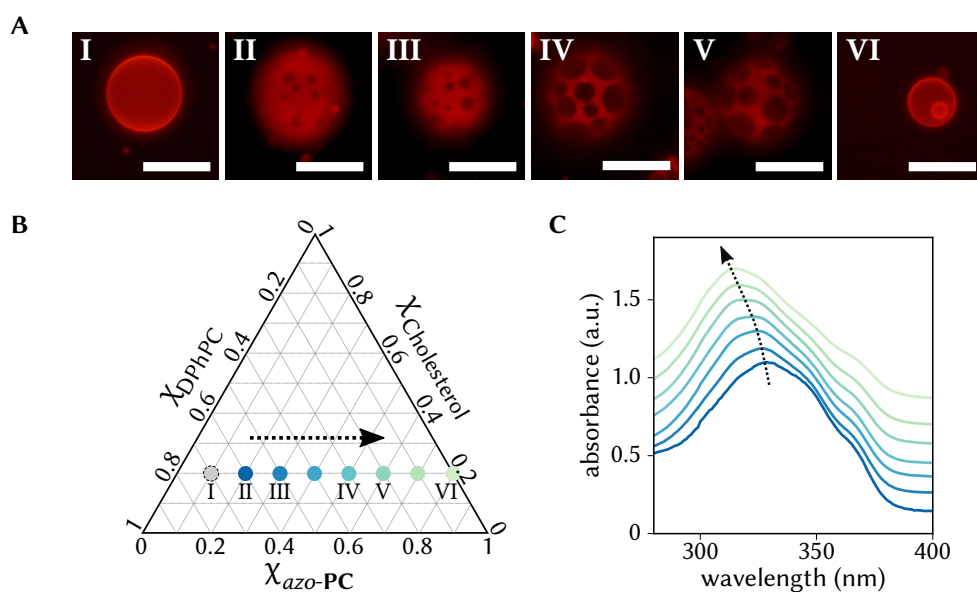 A
I II III IV V VI
B
C
0 1
0.2 0.8
χDPhPC χCholesterol
0.4 0.6
0.6 0.4
0.8 0.2
I II III IV V VI
1 0
0 0.2 0.4 0.6 0.8 1
χazo-PC
absorbance (a.u.)
1.5
1.0
0.5
0
300 350 400
wavelength (nm)